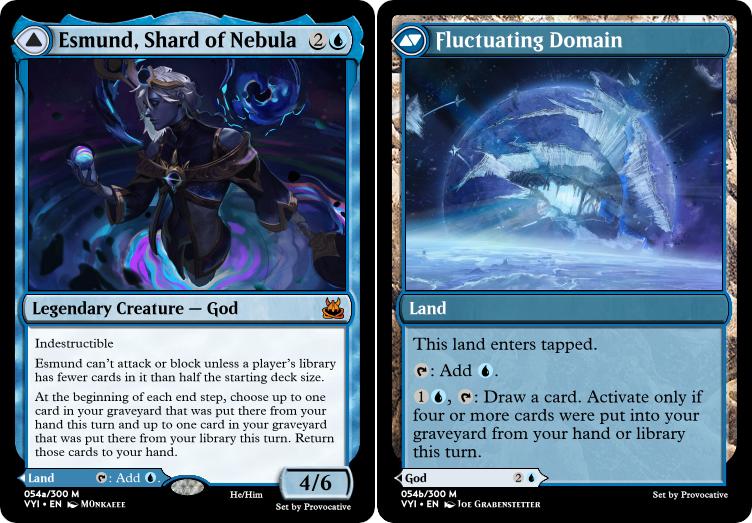 Esmund, Shard of Nebula 2
Legendary Creature — God
Indestructible
Esmund can't attack or block unless a player's library
has fewer cards in it than half the starting deck size.
At the beginning of each end step, choose up to one
card in your graveyard that was put there from your
hand this turn and up to one card in your graveyard
that was put there from your library this turn. Return
those cards to hand.
Land : Add .
4/6
054a/300 M
VYI • EN M0nkaeee
He/Him
Set by Provocative
Fluctuating Domain
Land
This land enters tapped.
: Add .
1 , : Draw a card. Activate only if
four or more cards were put into your
graveyard from your hand or library
this turn.
God 2
054b/300 M
VYI • EN Joe Grabenstetter
Set by Provocative